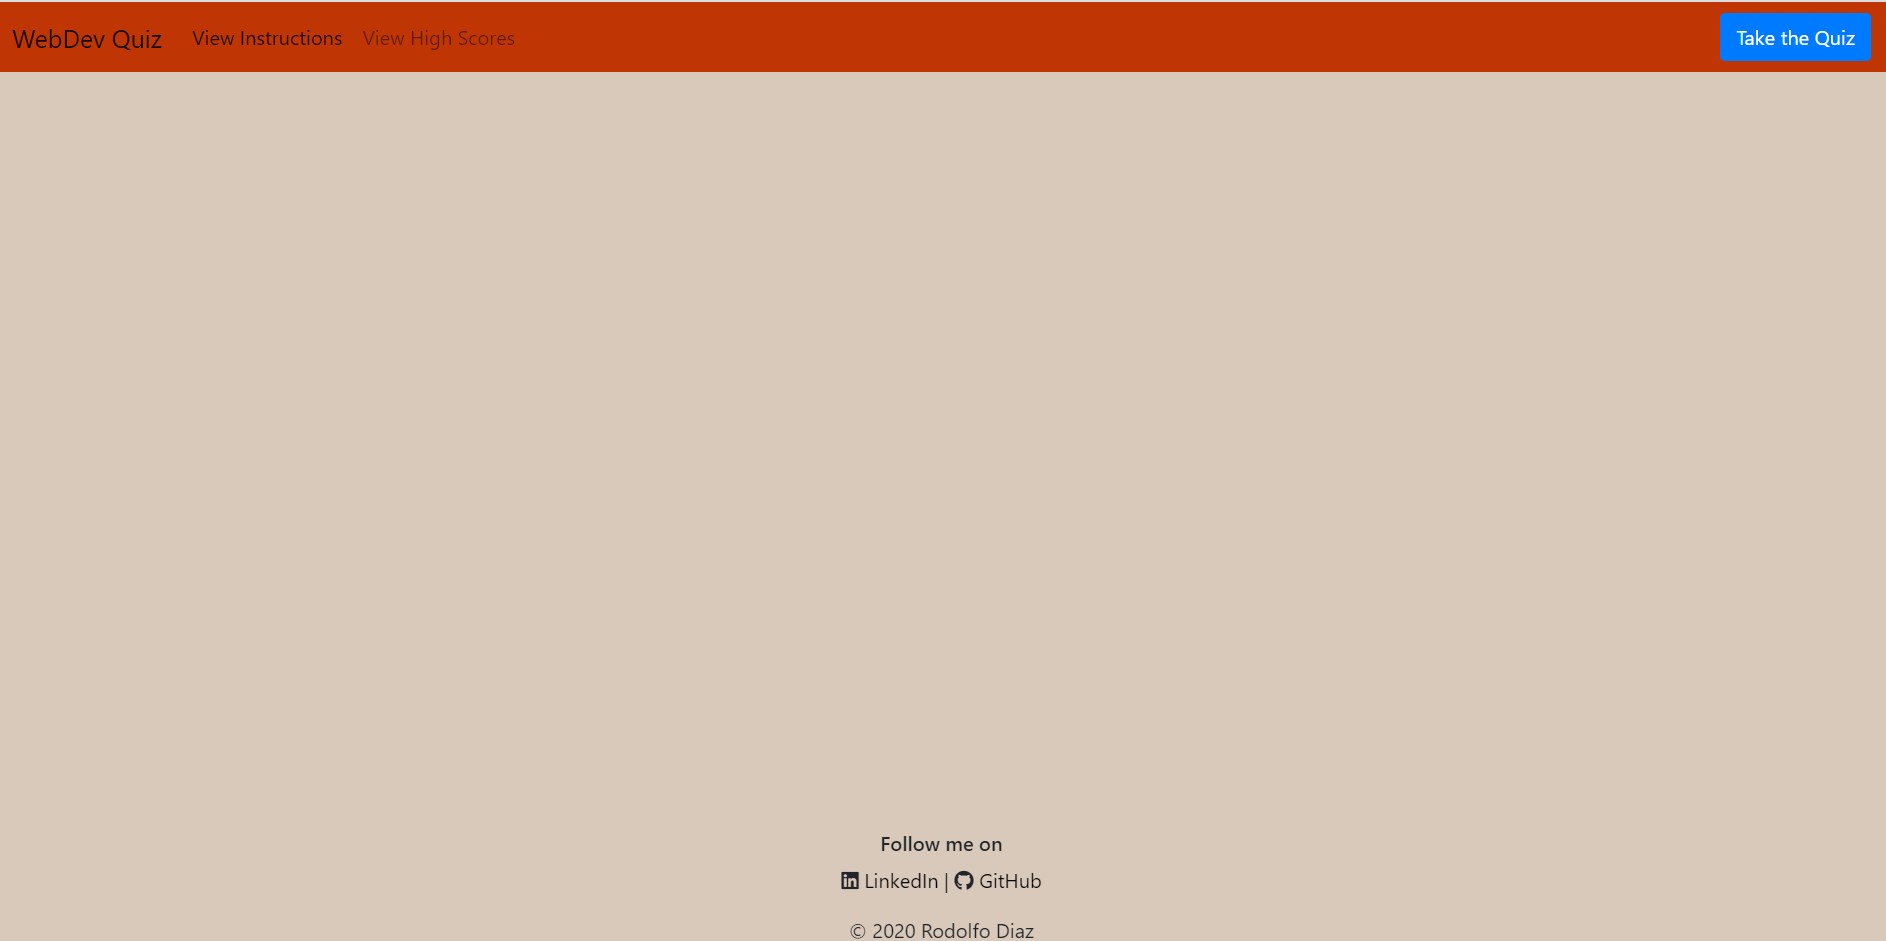 WebDev Quiz View Instructions View High Scores Take the Quiz
Follow me on
LinkedIn | GitHub
© 2020 Rodolfo Diaz